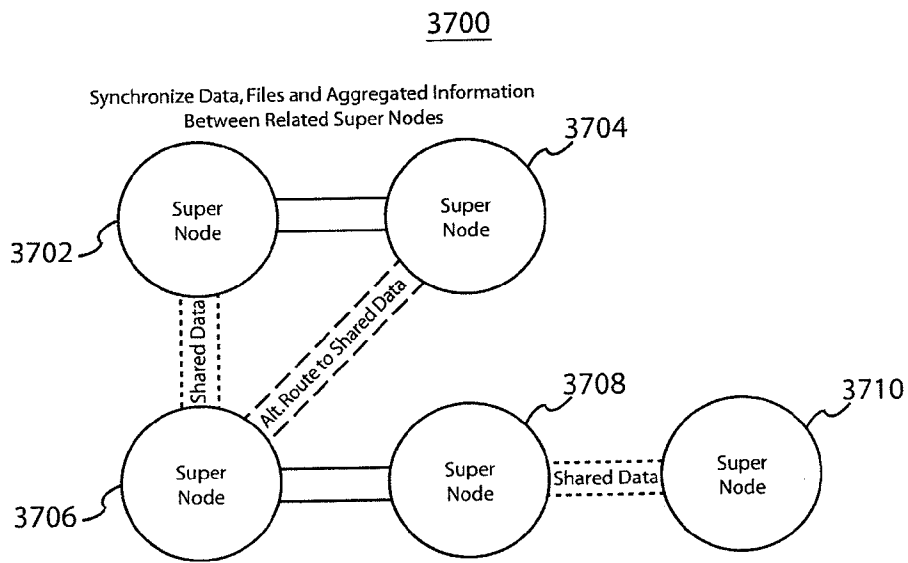 3700
Synchronize Data, Files and Aggregated Information
Between Related Super Nodes
3704
Super
Node
Super
Node
3702
Shared Data
Alt. Route to Shared Data
3708
3710
Super
Node
Super
Node
Shared Data
Super
Node
3706